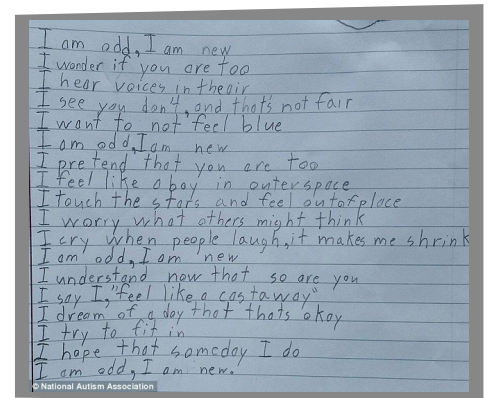 I am odd, I am new
I wonder if you are too
I hear voices in the air
I see you don't, and that's not fair
I want to not feel blue
I am odd, I am new
I pretend that you are too
I feel like a boy in outerspace
I touch the stars and feel out of place
I worry what others might think
I cry when people laugh, it makes me shrink
I am odd, I am new
I understand now that so are you
I say I, "feel like a castaway"
I dream of a day that thats okay
I try to fit in
I hope that someday I do
I am odd, I am new.
© National Autism Association